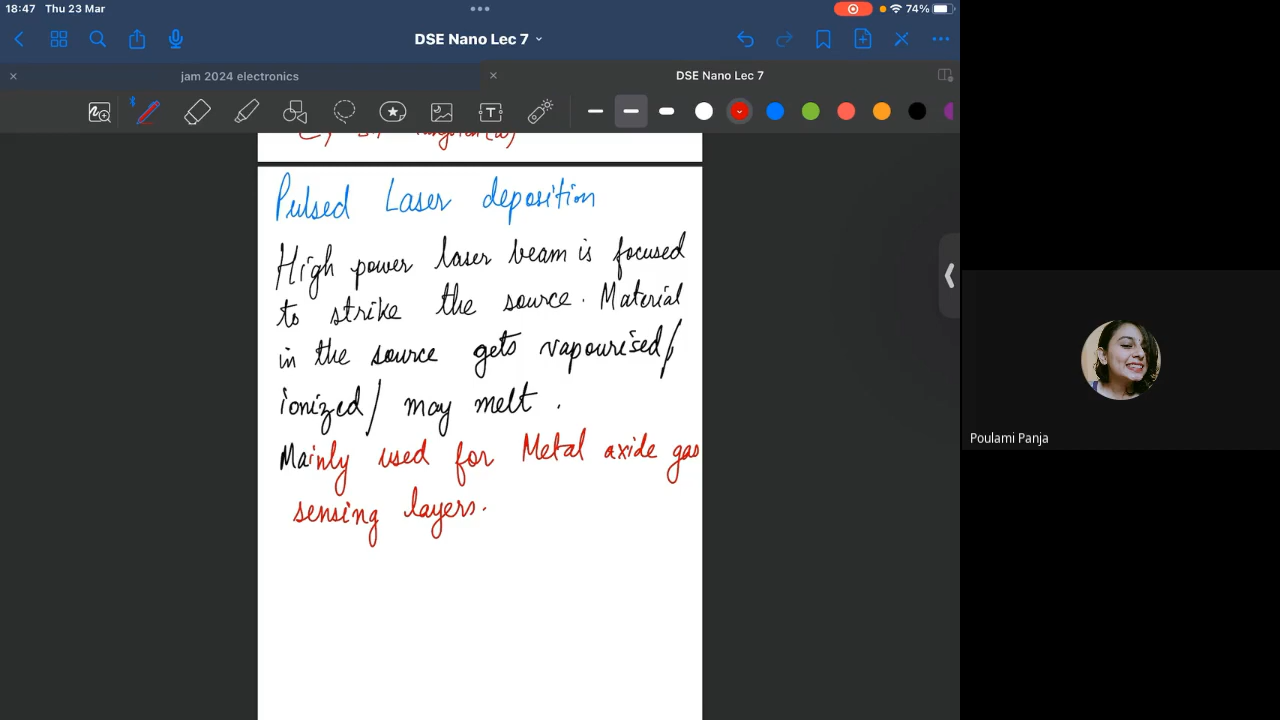 18:47 Thu 23 Mar
74%
DSE Nano Lec 7
jam 2024 electronics
DSE Nano Lec 7
Pulsed Laser deposition
High power laser beam is focused
to strike the source. Material
in the source gets vapourised/
ionized/ may melt.
Mainly used for Metal oxide gas
sensing layers.
Poulami Panja